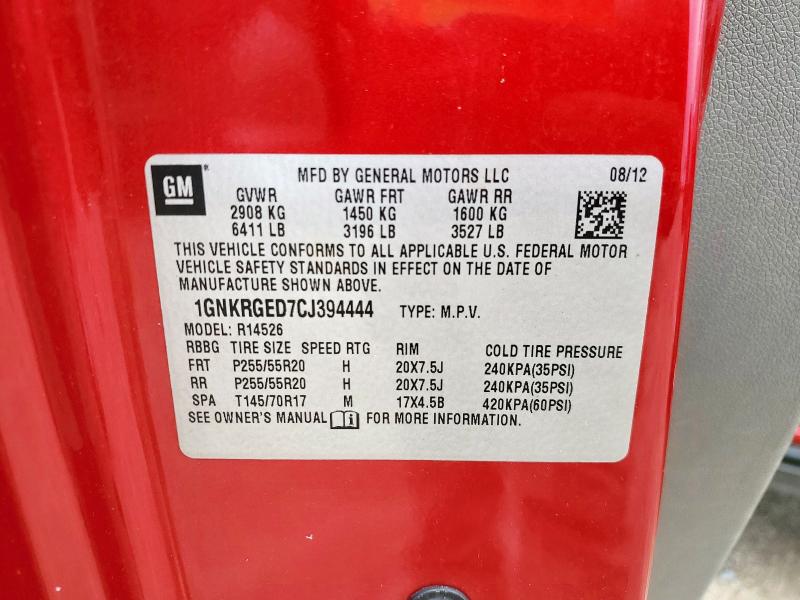 GM
MFD BY GENERAL MOTORS LLC 08/12
GVWR GAWR FRT GAWR RR
2908 KG 1450 KG 1600 KG
6411 LB 3196 LB 3527 LB
THIS VEHICLE CONFORMS TO ALL APPLICABLE U.S. FEDERAL MOTOR
VEHICLE SAFETY STANDARDS IN EFFECT ON THE DATE OF
MANUFACTURE SHOWN ABOVE.
1GNKRGED7CJ394444 TYPE: M.P.V.
MODEL: R14526
RBBG TIRE SIZE SPEED RTG RIM COLD TIRE PRESSURE
FRT P255/55R20 H 20X7.5J 240KPA(35PSI)
RR P255/55R20 H 20X7.5J 240KPA(35PSI)
SPA T145/70R17 M 17X4.5B 420KPA(60PSI)
SEE OWNER'S MANUAL i FOR MORE INFORMATION.